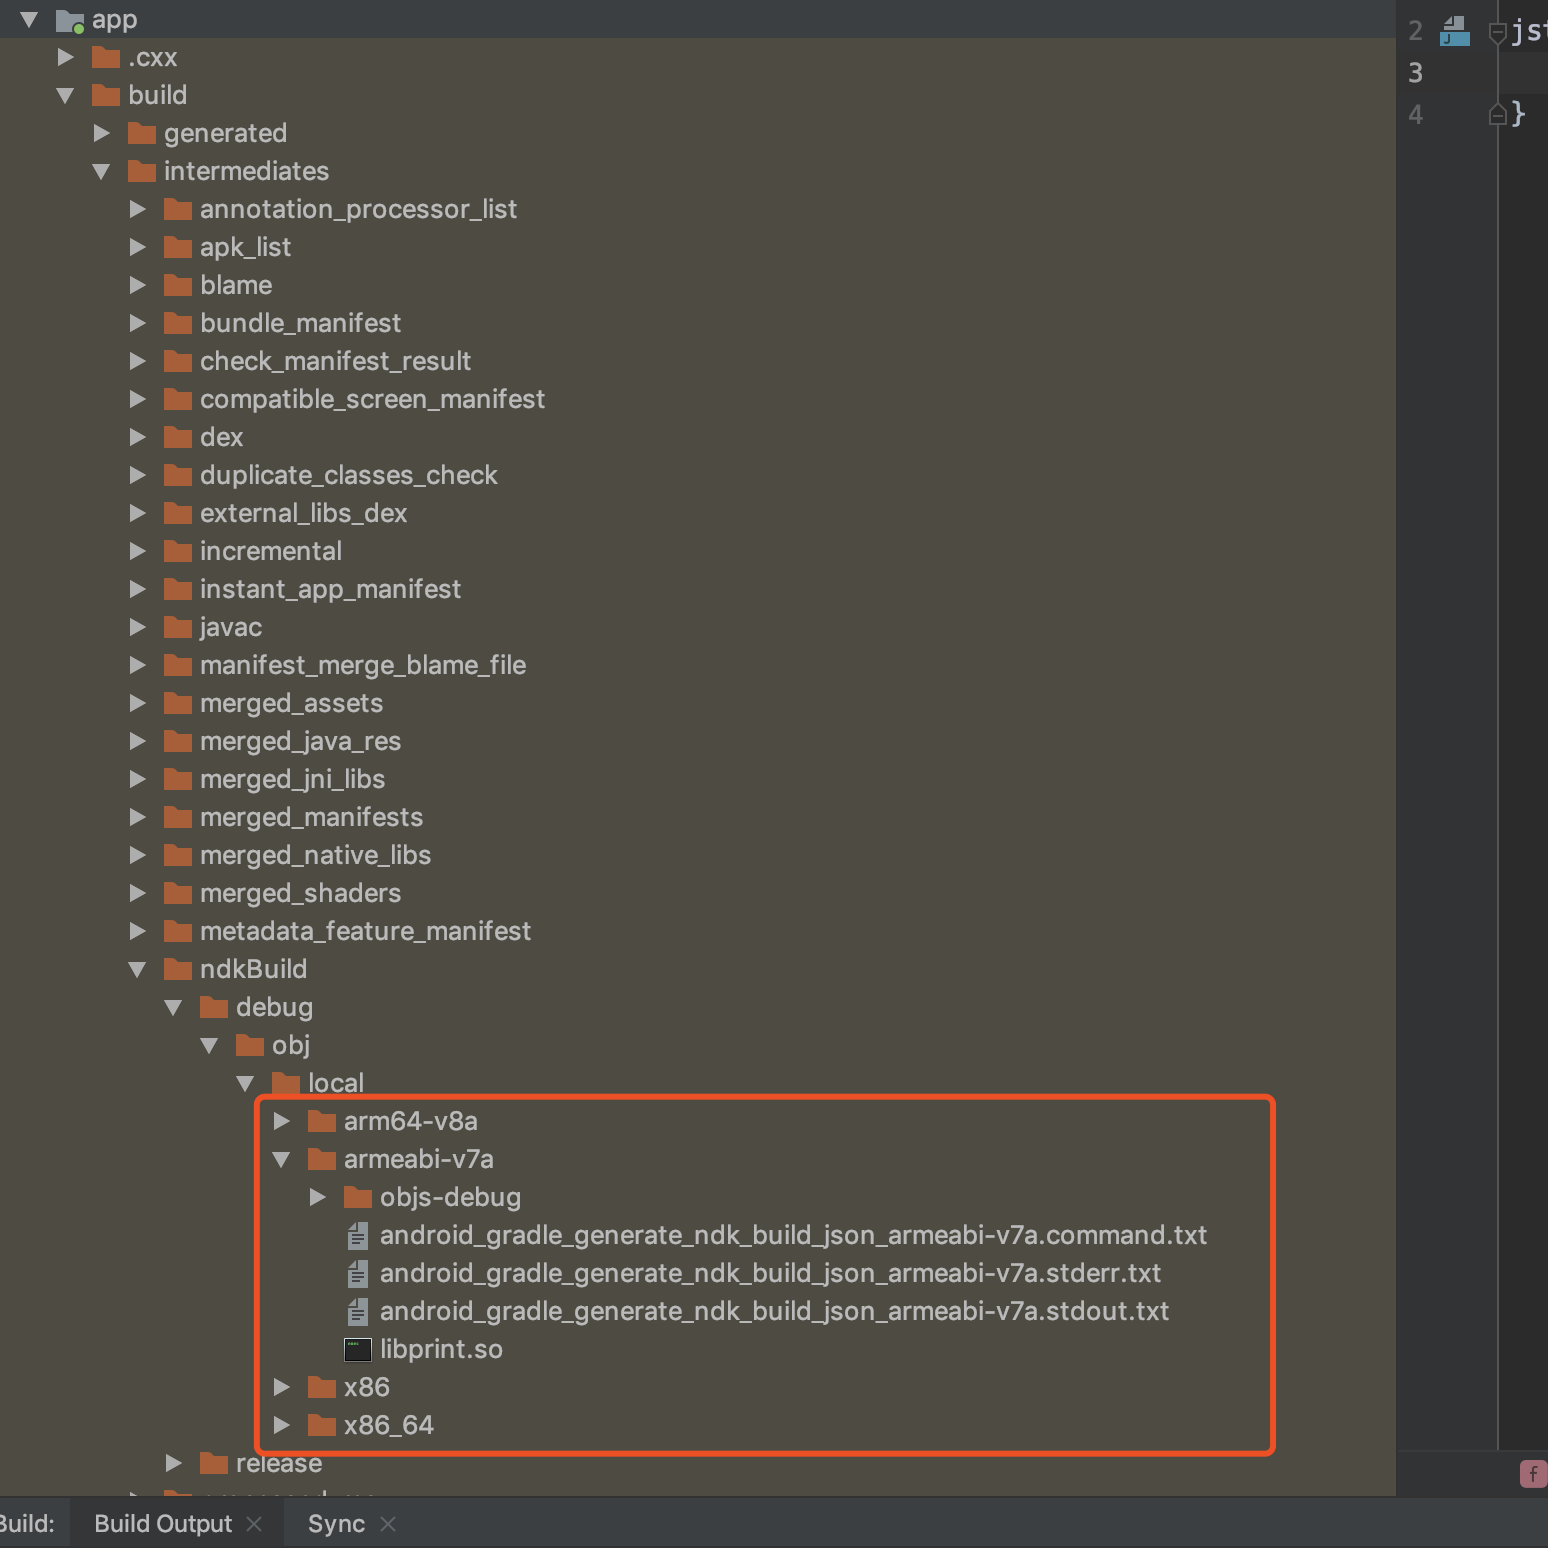 app
.cxx
build
generated
intermediates
annotation_processor_list
apk_list
blame
bundle_manifest
check_manifest_result
compatible_screen_manifest
dex
duplicate_classes_check
external_libs_dex
incremental
instant_app_manifest
javac
manifest_merge_blame_file
merged_assets
merged_java_res
merged_jni_libs
merged_manifests
merged_native_libs
merged_shaders
metadata_feature_manifest
ndkBuild
debug
obj
local
arm64-v8a
armeabi-v7a
objs-debug
android_gradle_generate_ndk_build_json_armeabi-v7a.command.txt
android_gradle_generate_ndk_build_json_armeabi-v7a.stderr.txt
android_gradle_generate_ndk_build_json_armeabi-v7a.stdout.txt
libprint.so
x86
x86_64
release
2 jst
3
4 }
f
Build: Build Output Sync